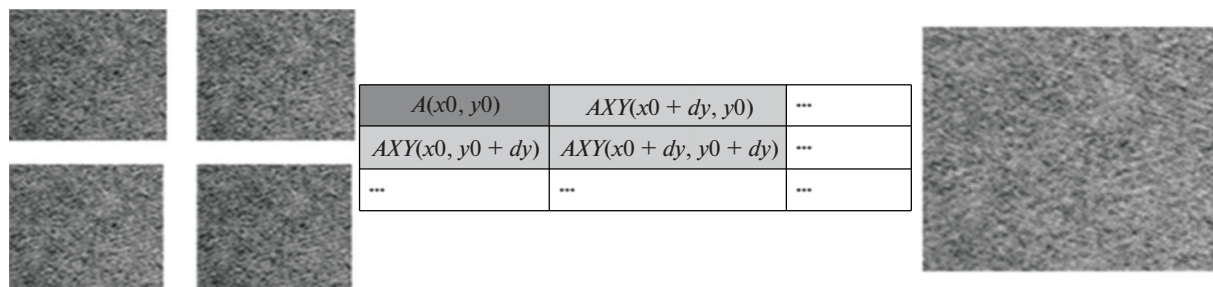 A(x0, y0) AXY(x0 + dy, y0) ...
AXY(x0, y0 + dy) AXY(x0 + dy, y0 + dy) ...
... ... ...